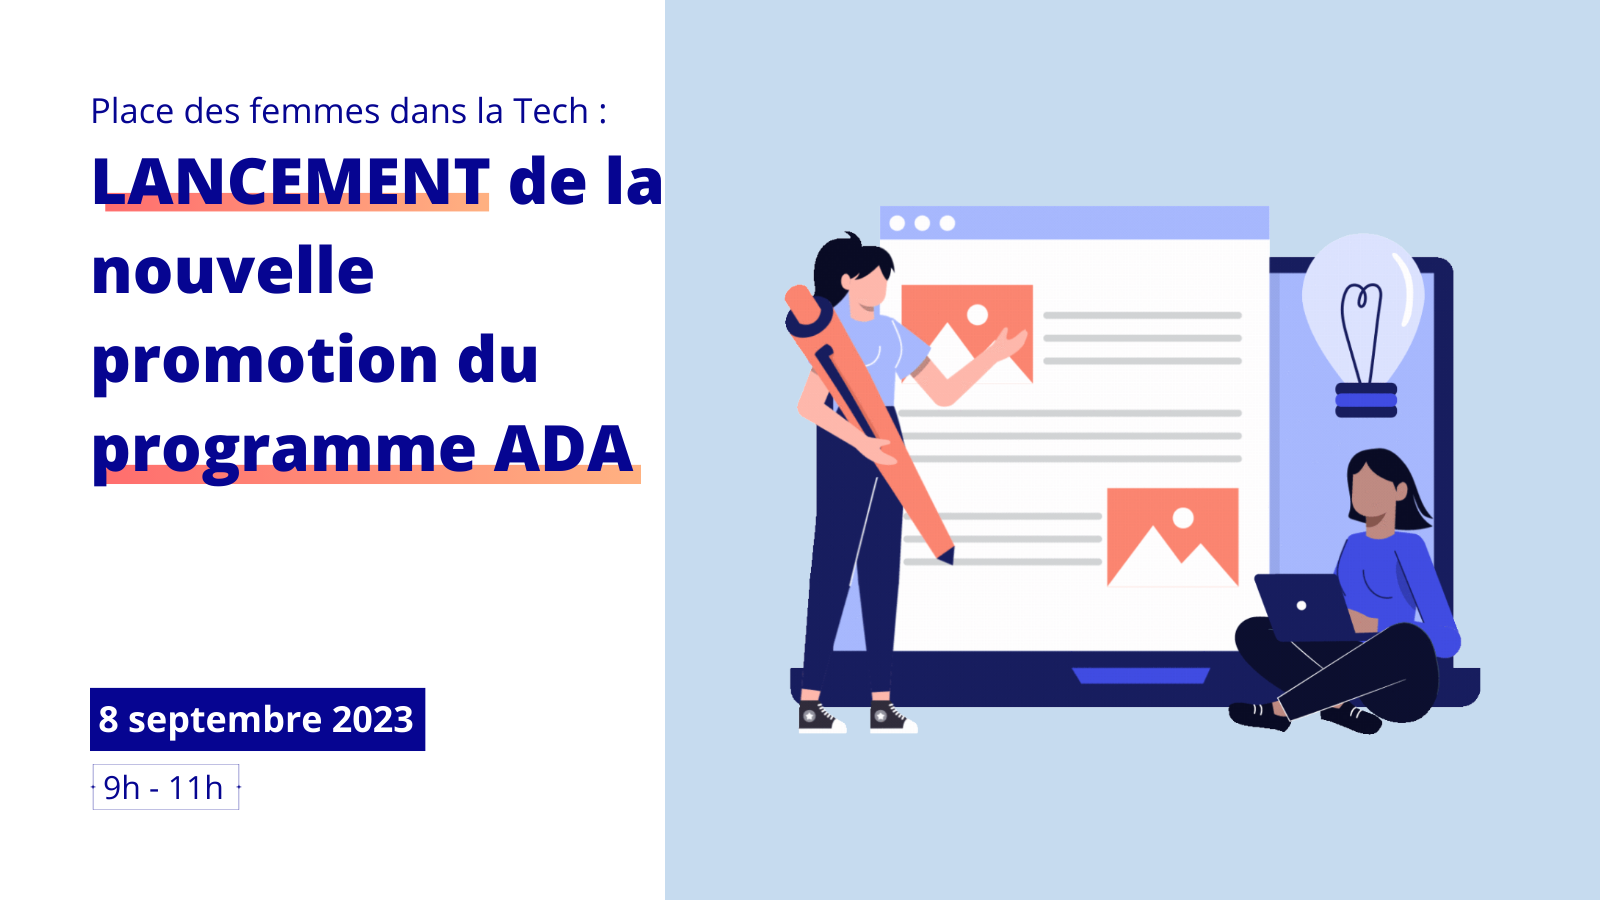 Place des femmes dans la Tech :
LANCEMENT de la
nouvelle
promotion du
programme ADA
8 septembre 2023
9h - 11h